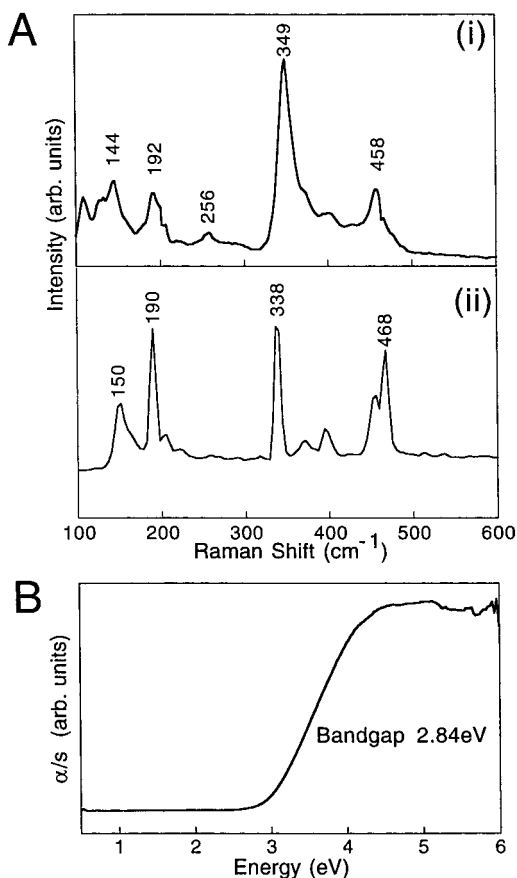 A
(i)
349
144
192
256
458
Intensity (arb. units)
(ii)
190
338
468
150
100 200 300 400 500 600
Raman Shift (cm-1)
B
α/s (arb. units)
Bandgap 2.84eV
1 2 3 4 5 6
Energy (eV)